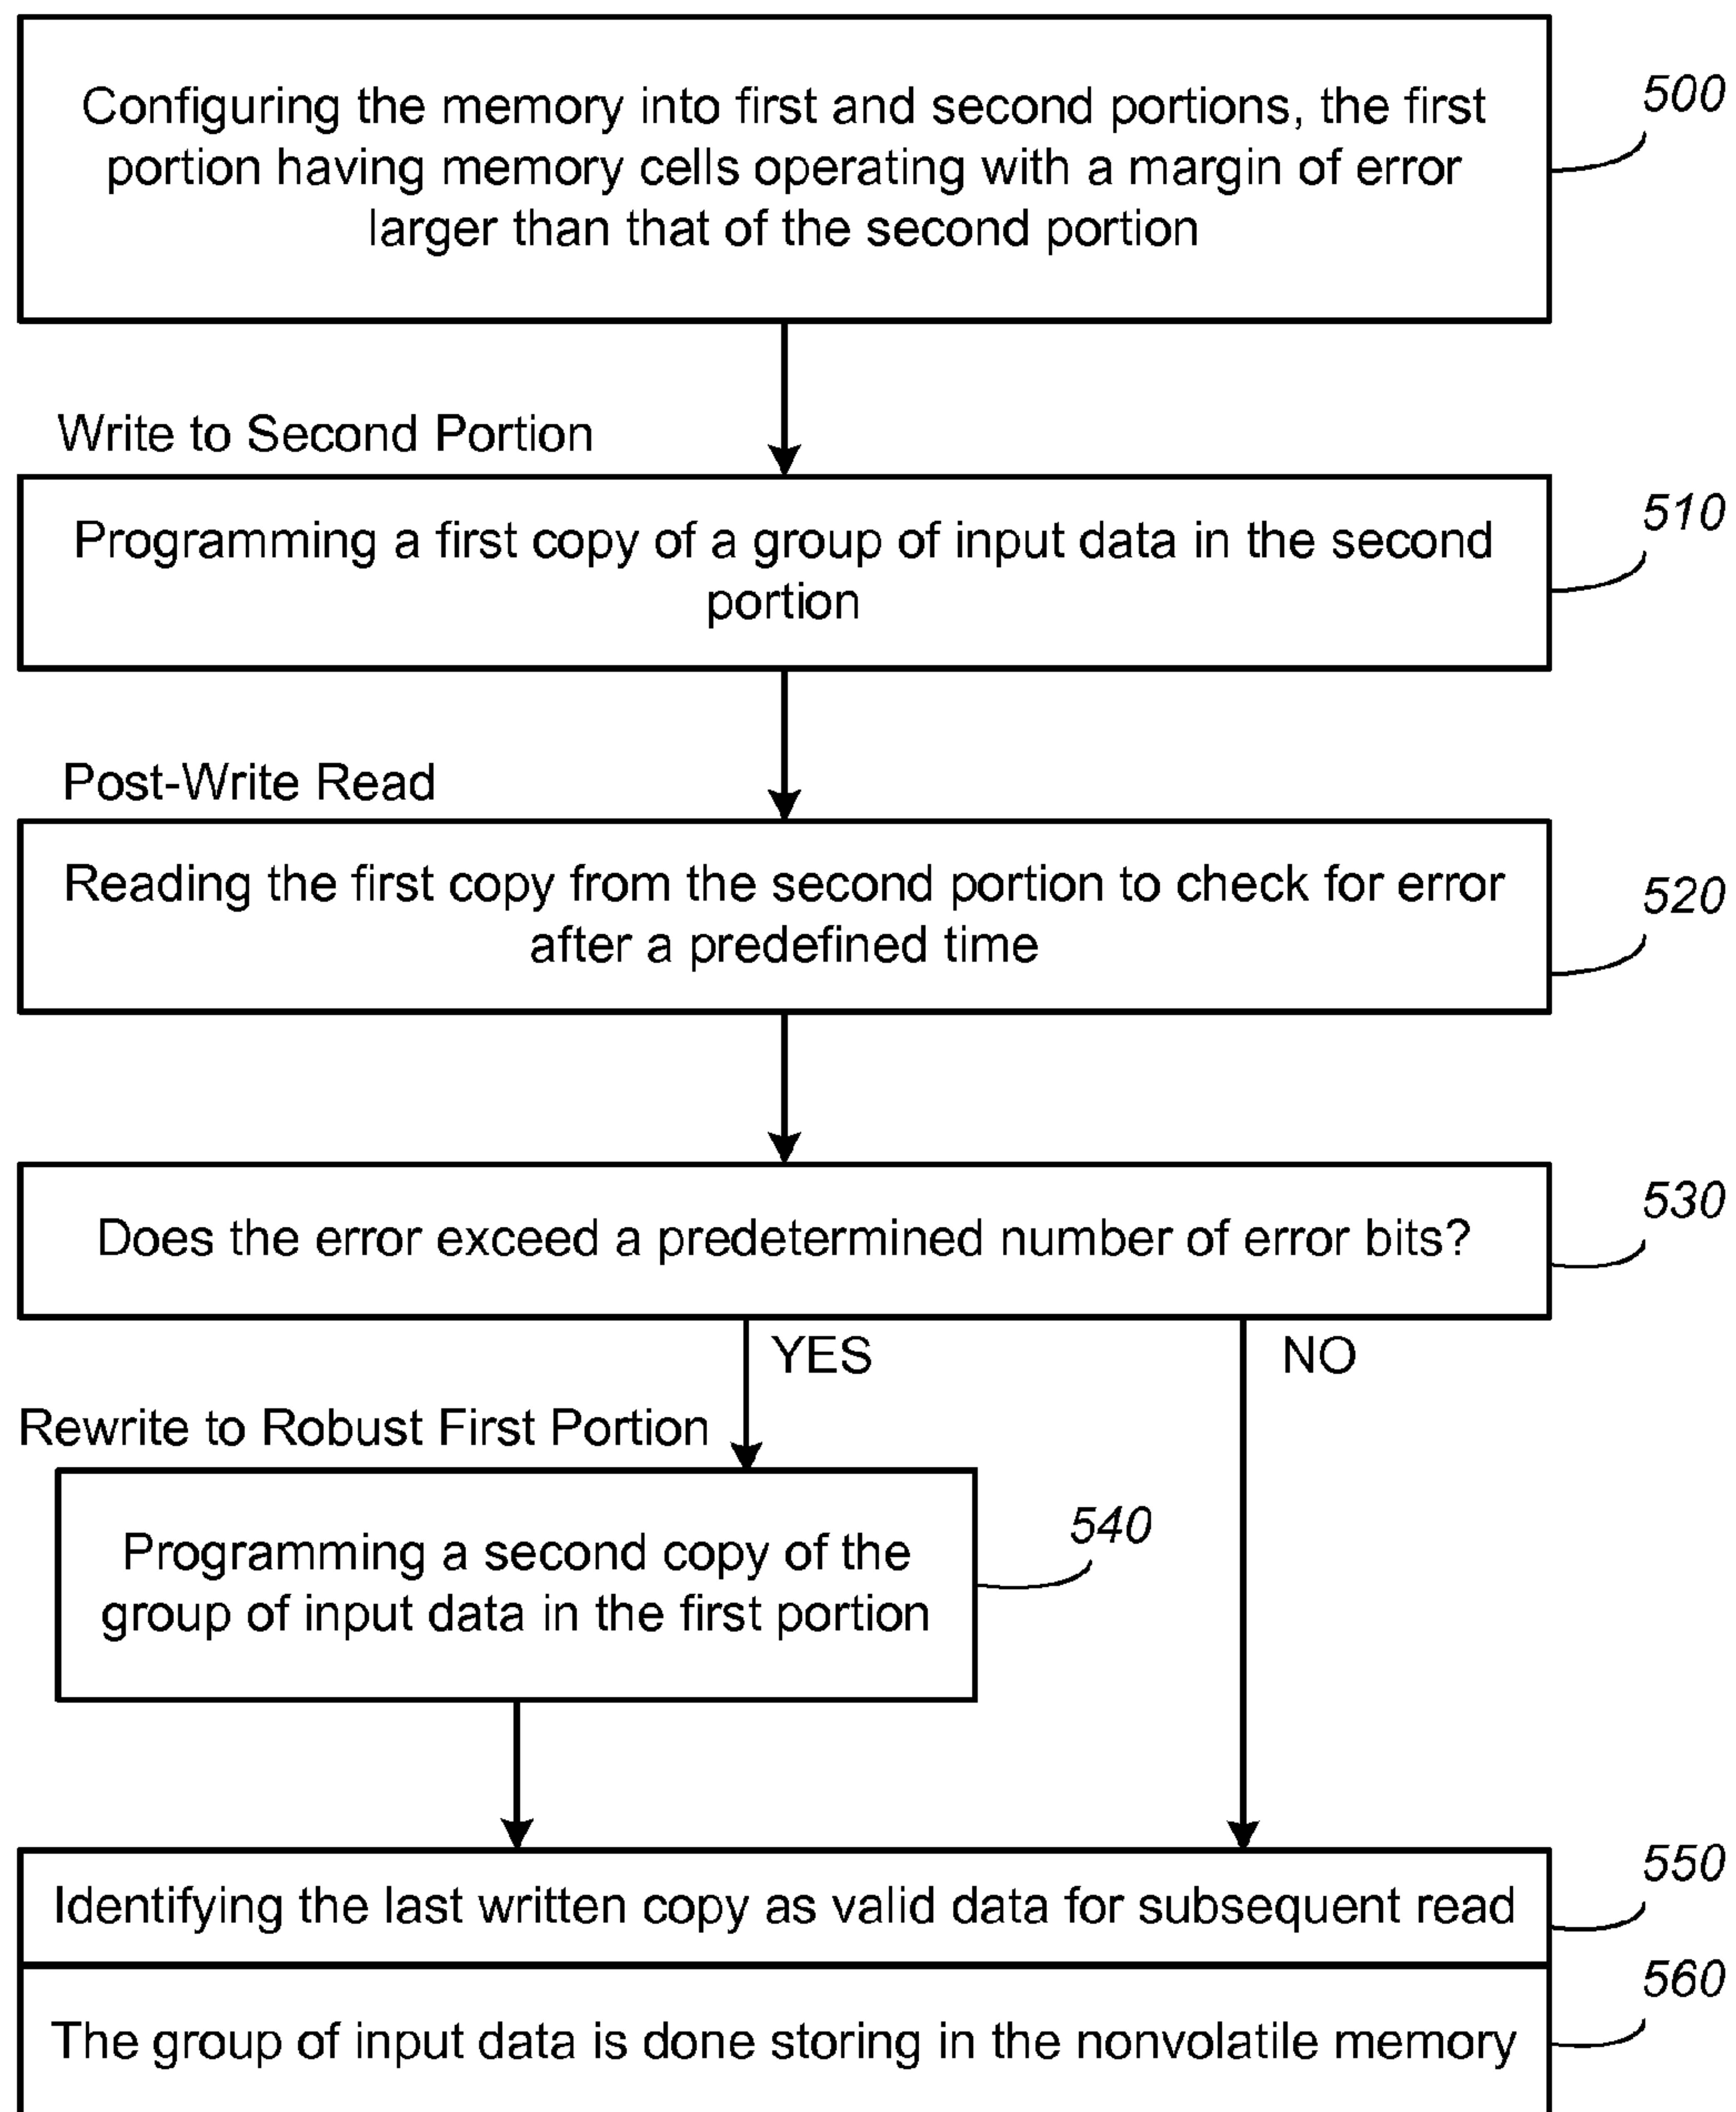 Configuring the memory into first and second portions, the first
portion having memory cells operating with a margin of error
larger than that of the second portion
500
Write to Second Portion
Programming a first copy of a group of input data in the second
portion
510
Post-Write Read
Reading the first copy from the second portion to check for error
after a predefined time
520
Does the error exceed a predetermined number of error bits?
530
YES
NO
Rewrite to Robust First Portion
Programming a second copy of the
group of input data in the first portion
540
Identifying the last written copy as valid data for subsequent read
550
The group of input data is done storing in the nonvolatile memory
560